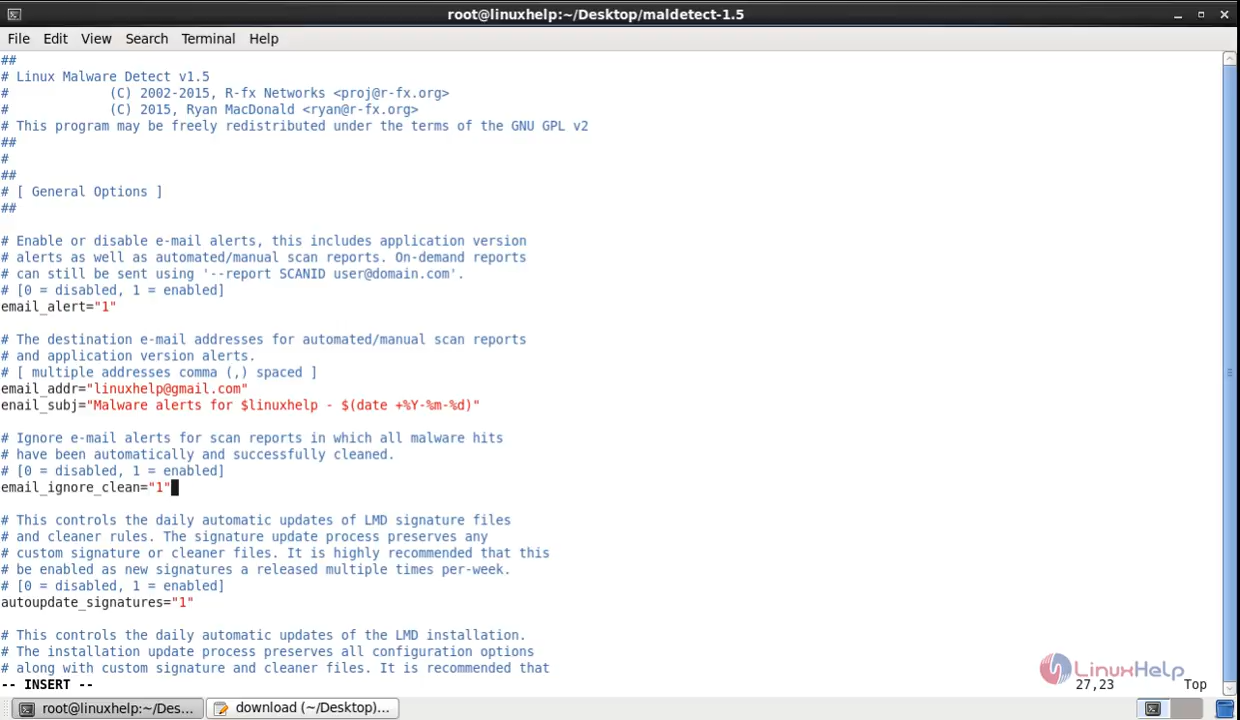 root@linuxhelp:~/Desktop/maldetect-1.5
File Edit View Search Terminal Help
##
# Linux Malware Detect v1.5
# (C) 2002-2015, R-fx Networks <proj@r-fx.org>
# (C) 2015, Ryan MacDonald <ryan@r-fx.org>
# This program may be freely redistributed under the terms of the GNU GPL v2
##
#
##
# [ General Options ]
##
# Enable or disable e-mail alerts, this includes application version
# alerts as well as automated/manual scan reports. On-demand reports
# can still be sent using '--report SCANID user@domain.com'.
# [0 = disabled, 1 = enabled]
email_alert="1"
# The destination e-mail addresses for automated/manual scan reports
# and application version alerts.
# [ multiple addresses comma (,) spaced ]
email_addr="linuxhelp@gmail.com"
enail_subj="Malware alerts for $linuxhelp - $(date +%Y-%m-%d)"
# Ignore e-mail alerts for scan reports in which all malware hits
# have been automatically and successfully cleaned.
# [0 = disabled, 1 = enabled]
email_ignore_clean="1"
# This controls the daily automatic updates of LMD signature files
# and cleaner rules. The signature update process preserves any
# custom signature or cleaner files. It is highly recommended that this
# be enabled as new signatures a released multiple times per-week.
# [0 = disabled, 1 = enabled]
autoupdate_signatures="1"
# This controls the daily automatic updates of the LMD installation.
# The installation update process preserves all configuration options
# along with custom signature and cleaner files. It is recommended that
LinuxHelp
-- INSERT -- 27,23 Top
root@linuxhelp:~/Des... download (~/Desktop)...